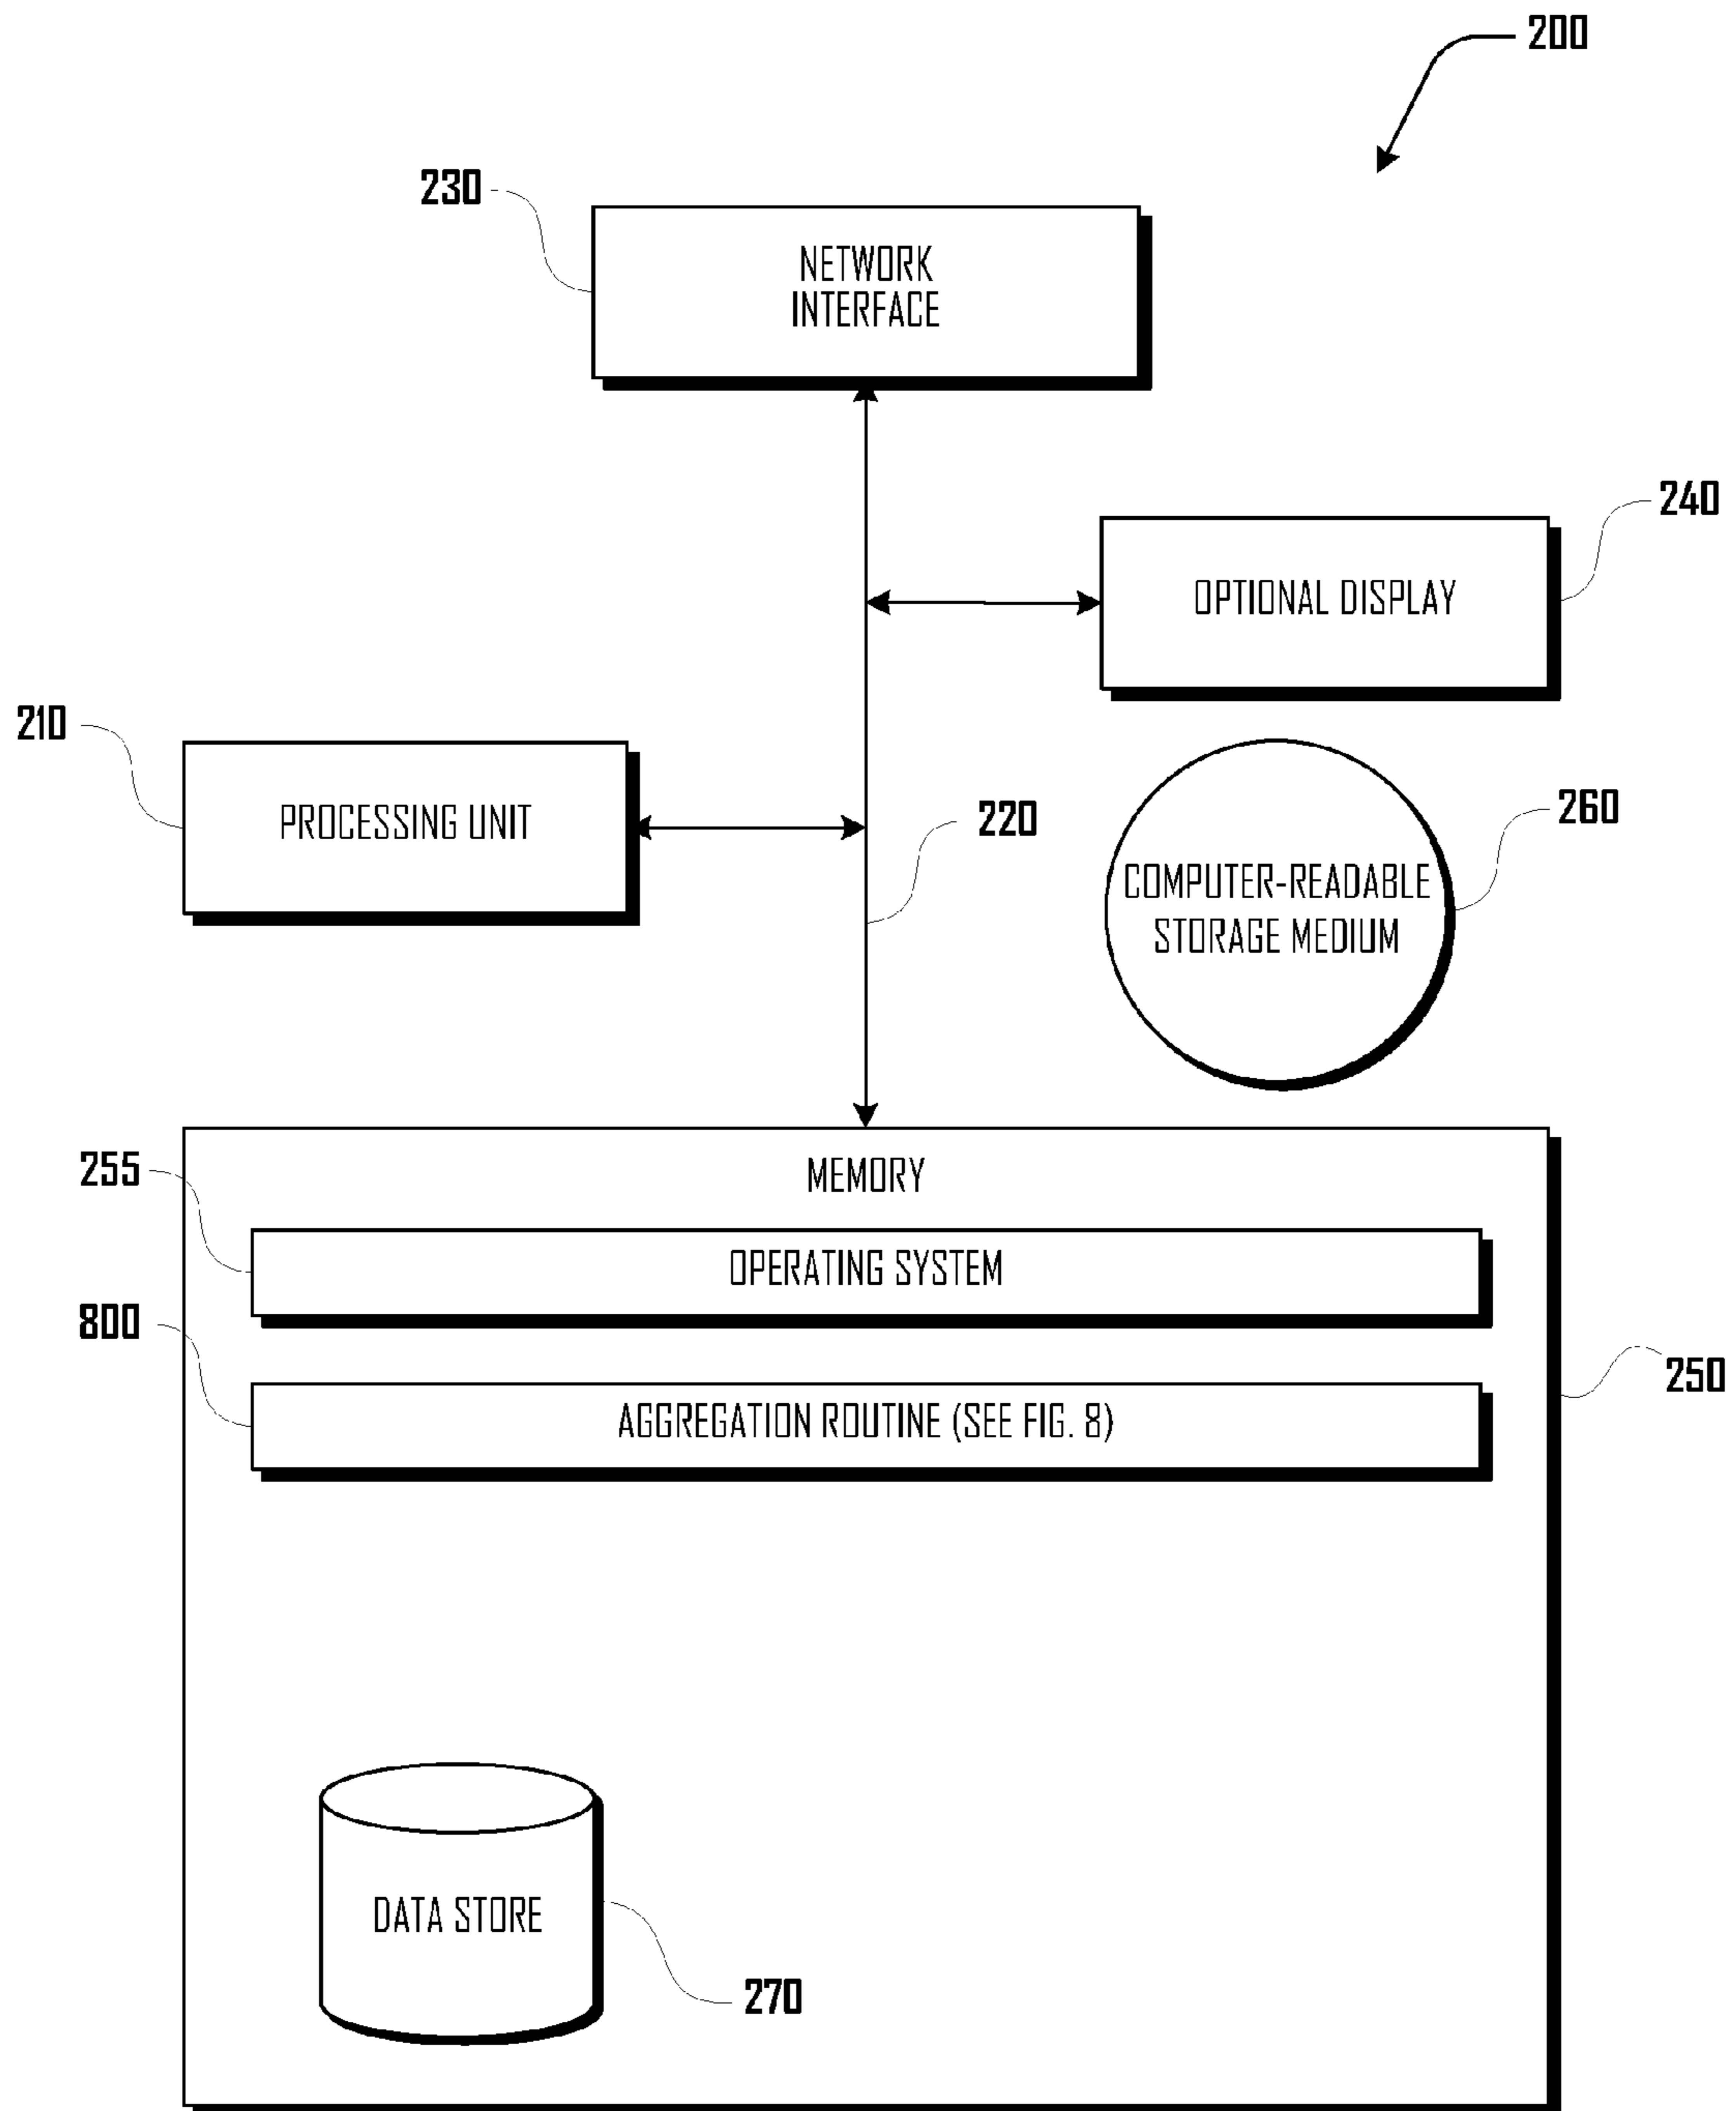 200
230
NETWORK
INTERFACE
240
OPTIONAL DISPLAY
210
PROCESSING UNIT
220
260
COMPUTER-READABLE
STORAGE MEDIUM
255
MEMORY
OPERATING SYSTEM
800
250
AGGREGATION ROUTINE (SEE FIG. 8)
DATA STORE
270